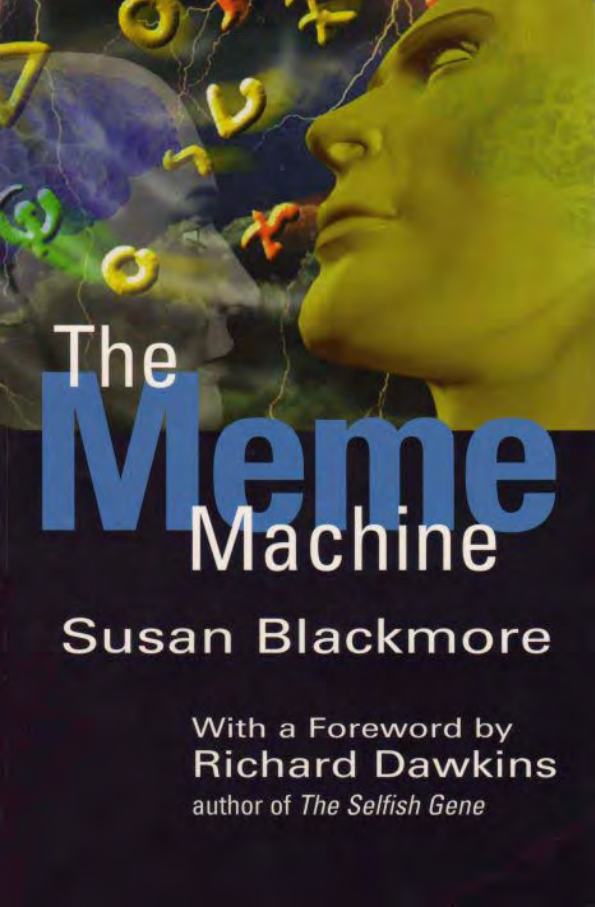 The
Meme
Machine
Susan Blackmore
With a Foreword by
Richard Dawkins
author of The Selfish Gene